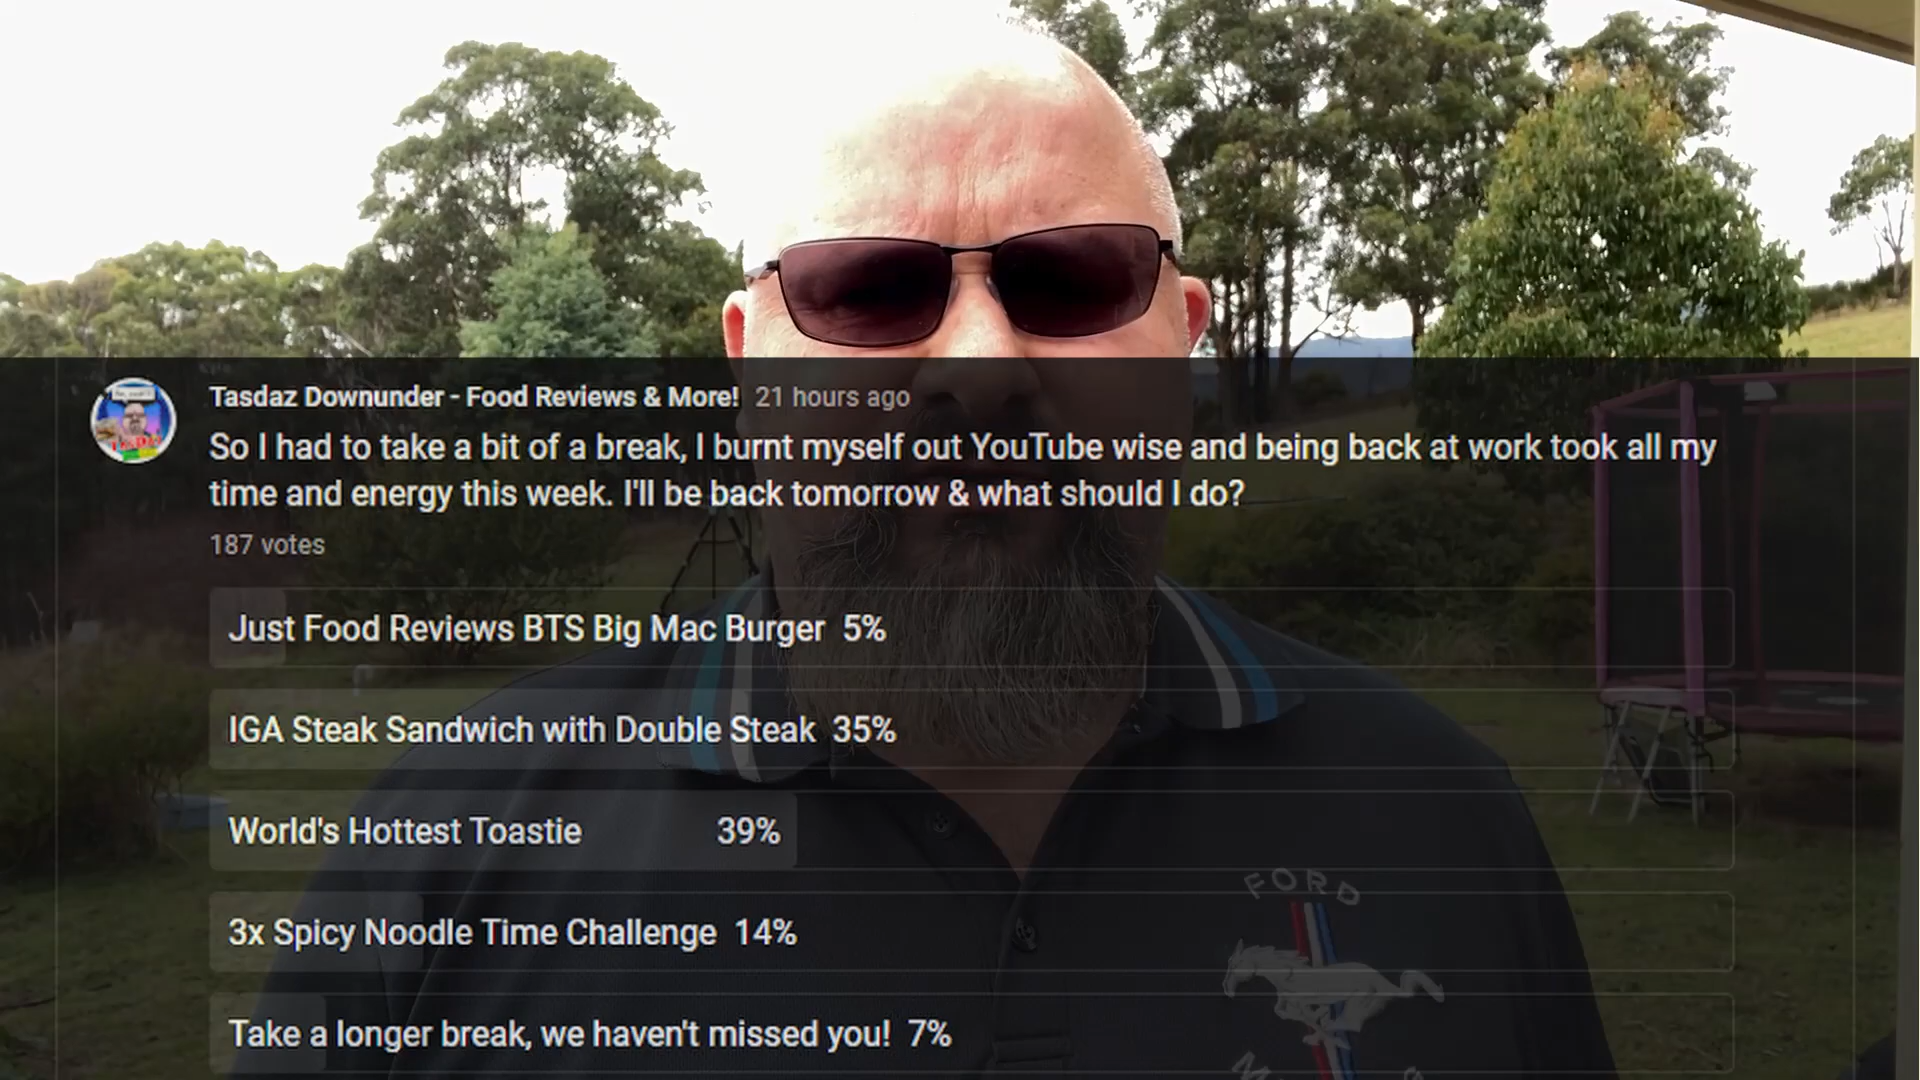 Tasdaz Downunder - Food Reviews & More! 21 hours ago
So I had to take a bit of a break, I burnt myself out YouTube wise and being back at work took all my
time and energy this week. I'll be back tomorrow & what should I do?
187 votes
Just Food Reviews BTS Big Mac Burger 5%
IGA Steak Sandwich with Double Steak 35%
World's Hottest Toastie 39%
3x Spicy Noodle Time Challenge 14%
Take a longer break, we haven't missed you! 7%
FORD